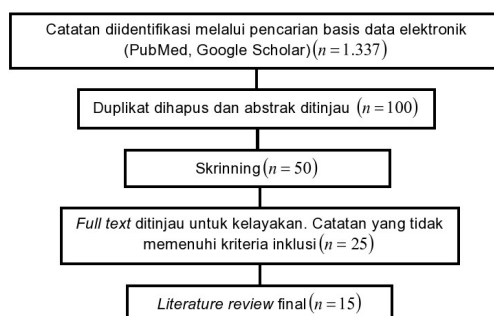 Catatan diidentifikasi melalui pencarian basis data elektronik
(PubMed, Google Scholar) (n = 1.337)
Duplikat dihapus dan abstrak ditinjau (n = 100)
Skrinning (n = 50)
Full text ditinjau untuk kelayakan. Catatan yang tidak
memenuhi kriteria inklusi (n = 25)
Literature review final (n = 15)